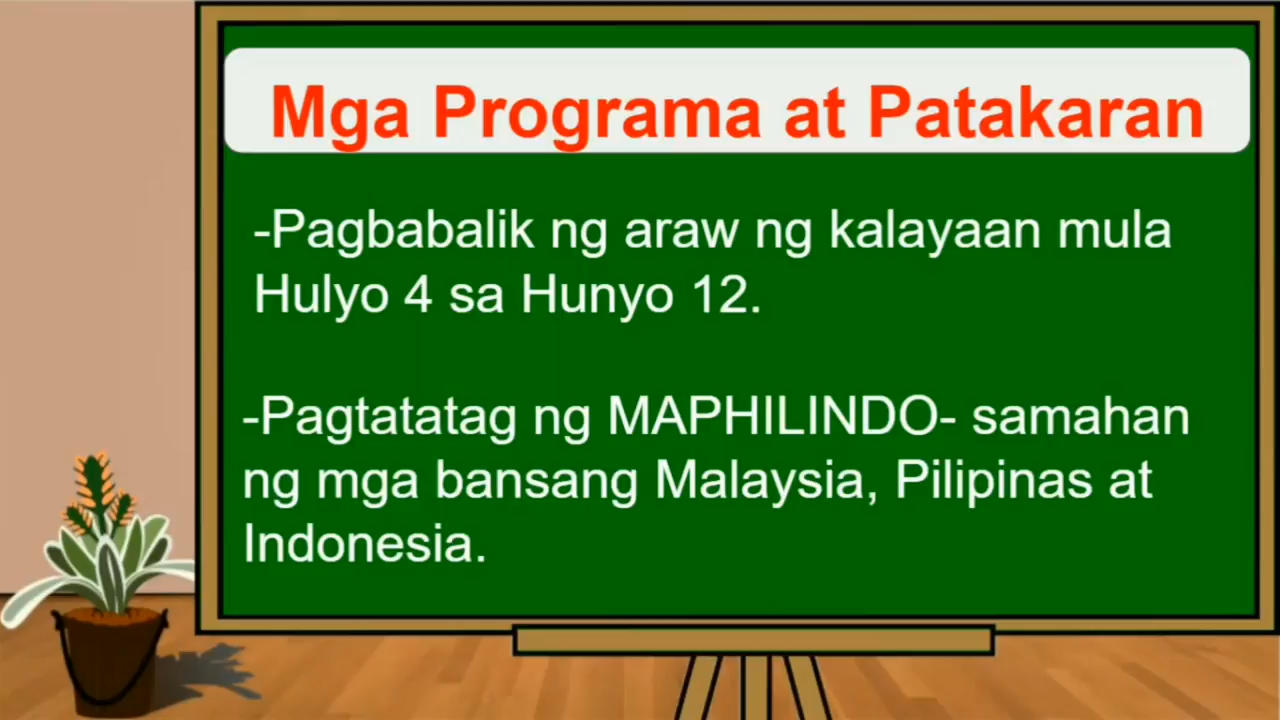 Mga Programa at Patakaran
-Pagbabalik ng araw ng kalayaan mula
Hulyo 4 sa Hunyo 12.
-Pagtatatag ng MAPHILINDO- samahan
ng mga bansang Malaysia, Pilipinas at
Indonesia.